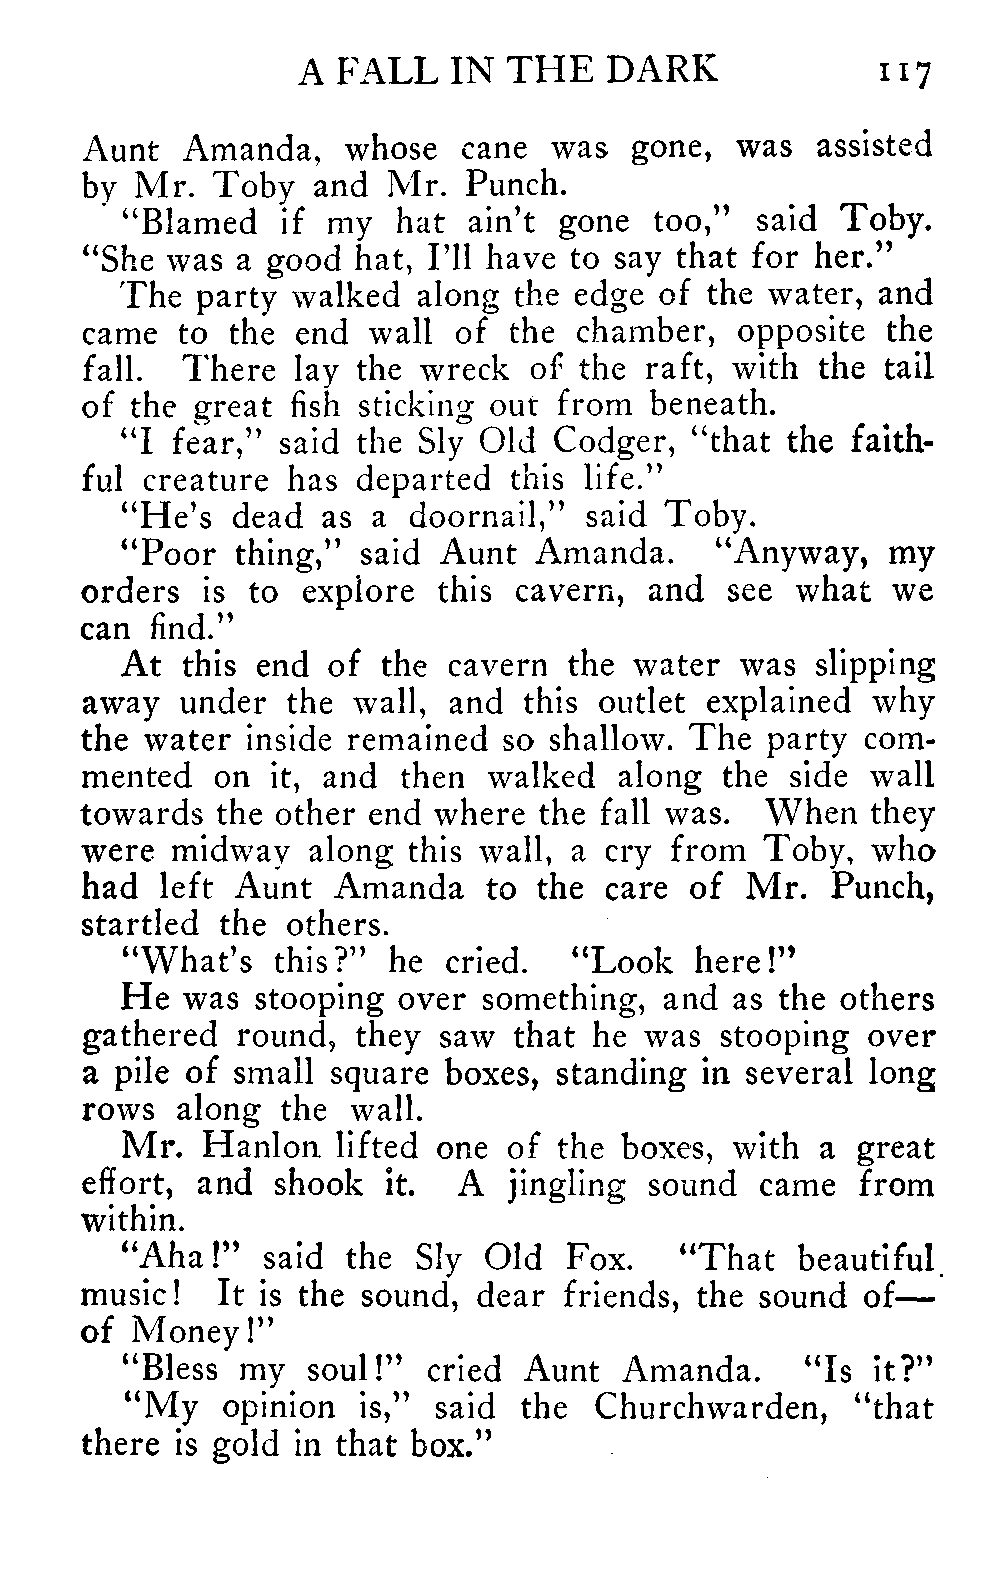 A FALL IN THE DARK 117
Aunt Amanda, whose cane was gone, was assisted
by Mr. Toby and Mr. Punch.
“Blamed if my hat ain’t gone too,” said Toby.
“She was a good hat, I’ll have to say that for her.”
The party walked along the edge of the water, and
came to the end wall of the chamber, opposite the
fall. There lay the wreck of the raft, with the tail
of the great fish sticking out from beneath.
“I fear,” said the Sly Old Codger, “that the faith-
ful creature has departed this life.”
“He’s dead as a doornail,” said Toby.
“Poor thing,” said Aunt Amanda. “Anyway, my
orders is to explore this cavern, and see what we
can find.”
At this end of the cavern the water was slipping
away under the wall, and this outlet explained why
the water inside remained so shallow. The party com-
mented on it, and then walked along the side wall
towards the other end where the fall was. When they
were midway along this wall, a cry from Toby, who
had left Aunt Amanda to the care of Mr. Punch,
startled the others.
“What’s this?” he cried. “Look here!”
He was stooping over something, and as the others
gathered round, they saw that he was stooping over
a pile of small square boxes, standing in several long
rows along the wall.
Mr. Hanlon lifted one of the boxes, with a great
effort, and shook it. A jingling sound came from
within.
“Aha!” said the Sly Old Fox. “That beautiful
music! It is the sound, dear friends, the sound of—
of Money!”
“Bless my soul!” cried Aunt Amanda. “Is it?”
“My opinion is,” said the Churchwarden, “that
there is gold in that box.”